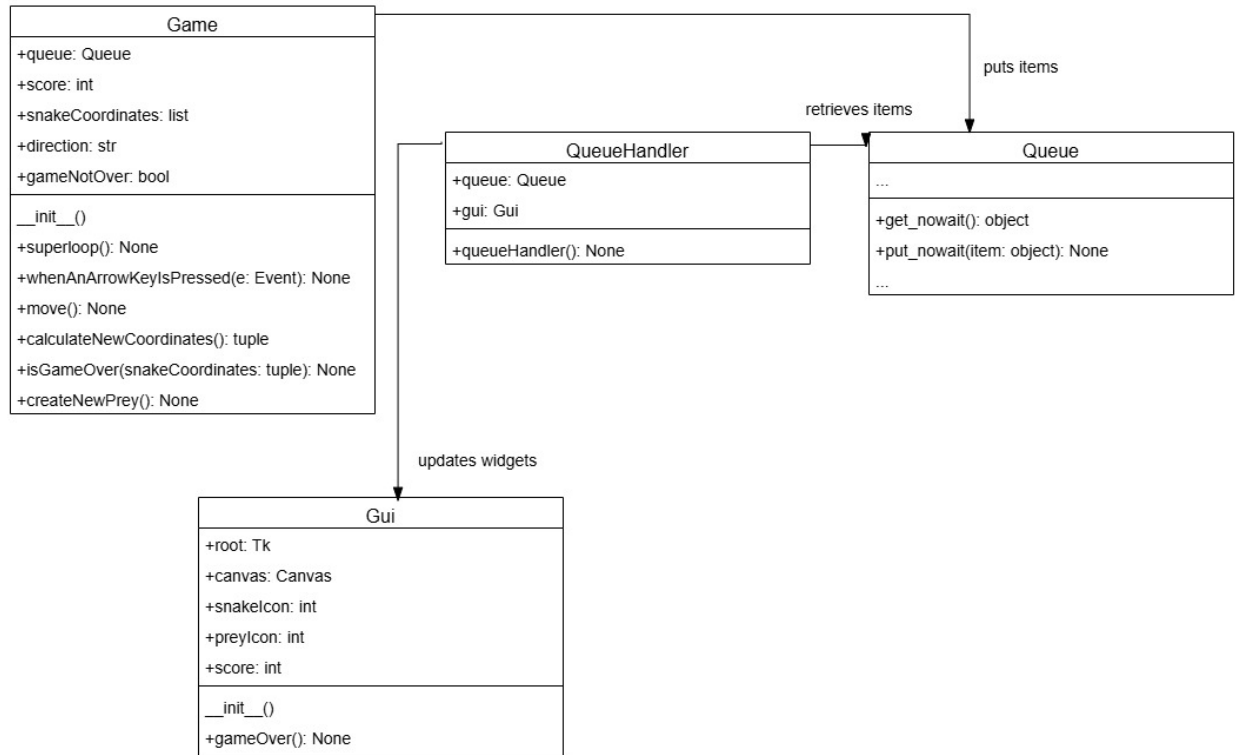 Game
+queue: Queue
+score: int
+snakeCoordinates: list
+direction: str
+gameNotOver: bool
__init__()
+superloop(): None
+whenAnArrowKeyIsPressed(e: Event): None
+move(): None
+calculateNewCoordinates(): tuple
+isGameOver(snakeCoordinates: tuple): None
+createNewPrey(): None
puts items
retrieves items
QueueHandler
+queue: Queue
+gui: Gui
+queueHandler(): None
Queue
...
+get_nowait(): object
+put_nowait(item: object): None
...
updates widgets
Gui
+root: Tk
+canvas: Canvas
+snakeIcon: int
+preyIcon: int
+score: int
__init__()
+gameOver(): None